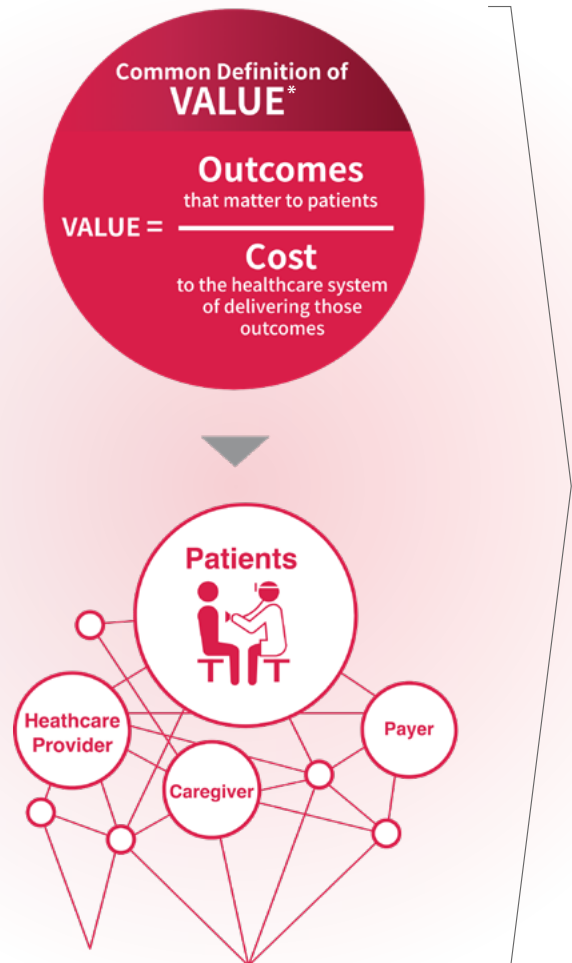 Common Definition of
VALUE*
VALUE =
Outcomes
that matter to patients
Cost
to the healthcare system
of delivering those
outcomes
Patients
Heathcare
Provider
Payer
Caregiver